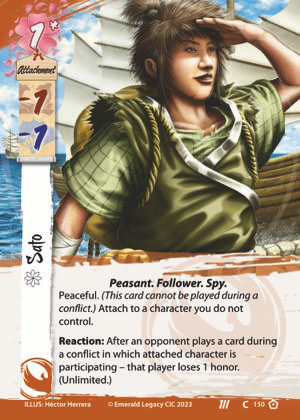 1
Attachment
-1
-1
Sato
Peasant. Follower. Spy.
Peaceful. (This card cannot be played during a
conflict.) Attach to a character you do not
control.
Reaction: After an opponent plays a card during
a conflict in which attached character is
participating – that player loses 1 honor.
(Unlimited.)
ILLUS: Héctor Herrera © Emerald Legacy CIC 2023 C 150